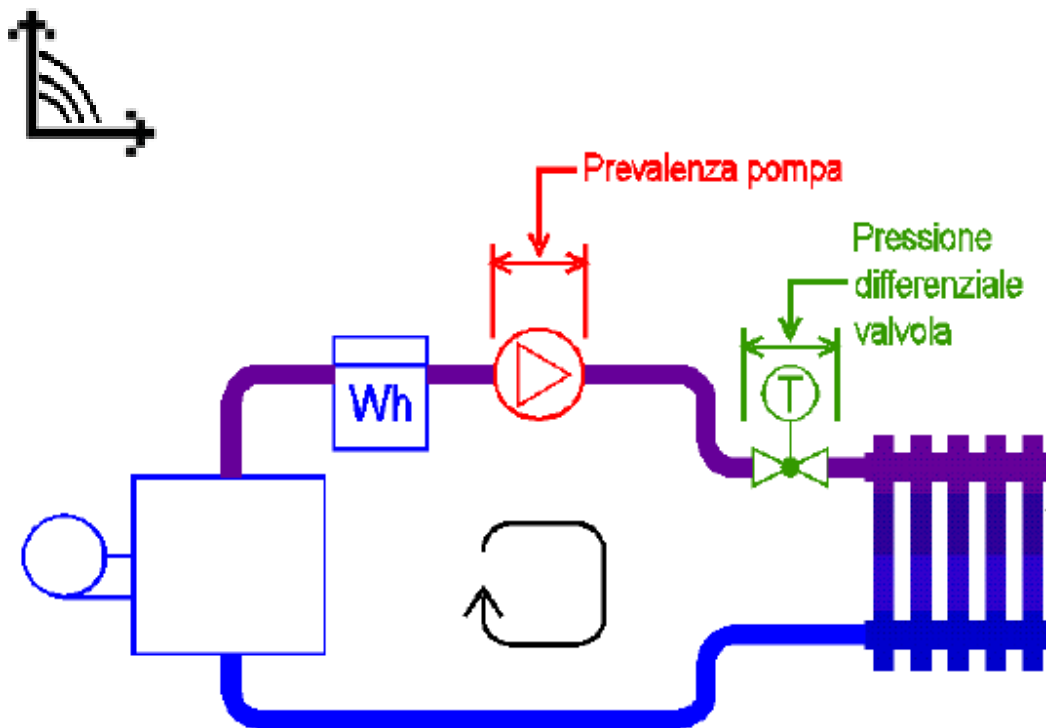 Prevalenza pompa
Pressione
differenziale
valvola
T
Wh